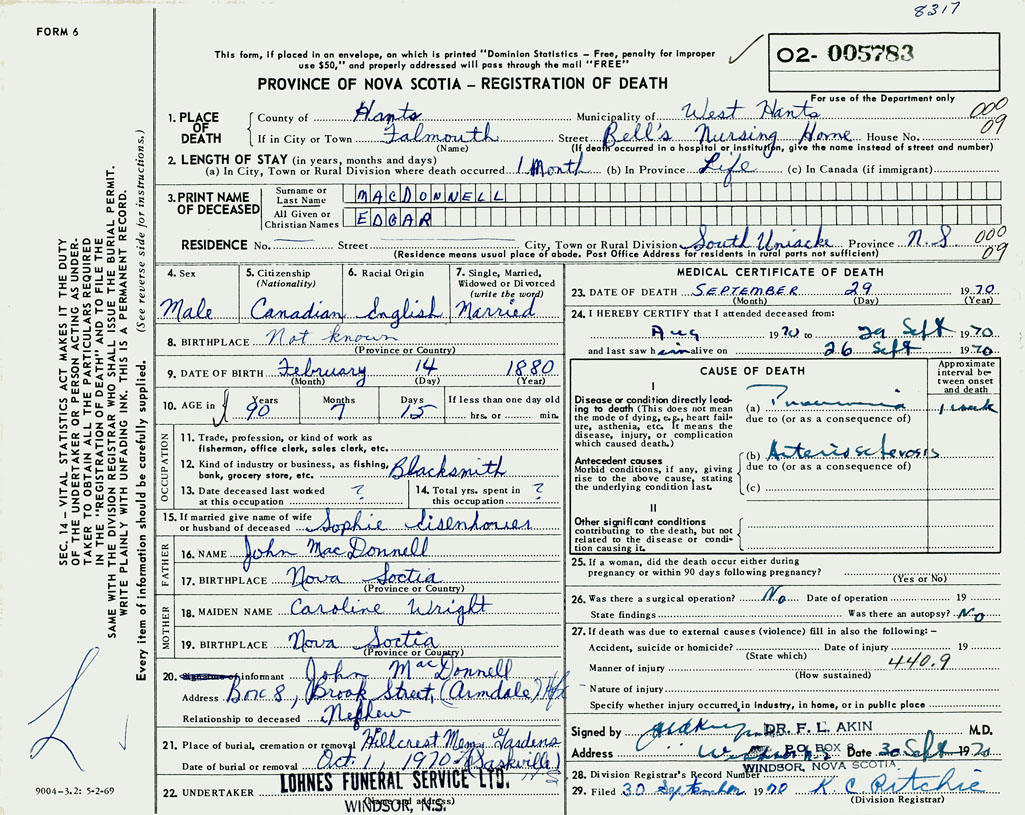 8317
FORM 6
This form, if placed in an envelope, on which is printed "Dominion Statistics – Free, penalty for improper
use $50," and properly addressed will pass through the mail "FREE"
02- 005783
PROVINCE OF NOVA SCOTIA – REGISTRATION OF DEATH
For use of the Department only
1. PLACE OF DEATH
County of Hants Municipality of West Hants 000
If in City or Town Falmouth Street Bell's Nursing Home House No. 09
(Name) (If death occurred in a hospital or institution, give the name instead of street and number)
2. LENGTH OF STAY (in years, months and days)
(a) In City, Town or Rural Division where death occurred 1 Month (b) In Province Life (c) In Canada (if immigrant)
3. PRINT NAME OF DECEASED
Surname or Last Name MACDONNELL
All Given or Christian Names EDGAR
RESIDENCE No. Street City, Town or Rural Division South Uniacke Province N.S 000 09
(Residence means usual place of abode. Post Office Address for residents in rural parts not sufficient)
4. Sex 5. Citizenship 6. Racial Origin 7. Single, Married,
(Nationality) Widowed or Divorced
(write the word)
Male Canadian English Married
8. BIRTHPLACE Not known
(Province or Country)
9. DATE OF BIRTH February 14 1880
(Month) (Day) (Year)
10. AGE in Years Months Days If less than one day old
90 7 15 hrs. or min.
OCCUPATION
11. Trade, profession, or kind of work as
fisherman, office clerk, sales clerk, etc.
12. Kind of industry or business, as fishing, Blacksmith
bank, grocery store, etc.
13. Date deceased last worked ? 14. Total yrs. spent in ?
at this occupation this occupation
15. If married give name of wife
or husband of deceased Sophie Eisenhouier
FATHER
16. NAME John MacDonnell
17. BIRTHPLACE Nova Soctia
(Province or Country)
MOTHER
18. MAIDEN NAME Caroline Wright
19. BIRTHPLACE Nova Soctia
(Province or Country)
20. of informant John MacDonnell
Address Box 8, Brook Street, (Armdale) Hfx
Relationship to deceased Nephew
21. Place of burial, cremation or removal Hillcrest Mem. Gardens
Date of burial or removal Oct. 1, 1970 (Sackville)
22. UNDERTAKER LOHNES FUNERAL SERVICE LTD.
(Name and address)
WINDSOR, N.S.
MEDICAL CERTIFICATE OF DEATH
23. DATE OF DEATH SEPTEMBER 29 1970
(Month) (Day) (Year)
24. I HEREBY CERTIFY that I attended deceased from:
Aug 1970 to 29 Sept 1970
and last saw him alive on 26 Sept 1970
CAUSE OF DEATH
Approximate interval between onset and death
I
Disease or condition directly leading to death (This does not mean the mode of dying, e.g., heart failure, asthenia, etc. It means the disease, injury, or complication which caused death.)
(a) Pneumonia 1 week
due to (or as a consequence of)
Antecedent causes
Morbid conditions, if any, giving rise to the above cause, stating the underlying condition last.
(b) Arteriosclerosis
due to (or as a consequence of)
(c)
II
Other significant conditions
contributing to the death, but not related to the disease or condition causing it.
25. If a woman, did the death occur either during
pregnancy or within 90 days following pregnancy?
(Yes or No)
26. Was there a surgical operation? No Date of operation 19
State findings Was there an autopsy? No
27. If death was due to external causes (violence) fill in also the following: –
Accident, suicide or homicide? Date of injury 19
(State which)
440.9
Manner of injury
(How sustained)
Nature of injury
Specify whether injury occurred in industry, in home, or in public place
Signed by DR. F. L. AKIN M.D.
Address P.O. BOX Date 30 Sept 1970
WINDSOR, NOVA SCOTIA
28. Division Registrar's Record Number
29. Filed 30 September 1970 K. C. Ritchie
(Division Registrar)
SEC. 14 – VITAL STATISTICS ACT MAKES IT THE DUTY
OF THE UNDERTAKER OR PERSON ACTING AS UNDER-
TAKER TO OBTAIN ALL THE PARTICULARS REQUIRED
IN THE "REGISTRATION OF DEATH" AND TO FILE THE
SAME WITH THE DIVISION REGISTRAR WHO SHALL ISSUE THE BURIAL PERMIT.
WRITE PLAINLY WITH UNFADING INK. THIS IS A PERMANENT RECORD.
Every item of information should be carefully supplied. (See reverse side for instructions.)
9004-3.2: 5-2-69